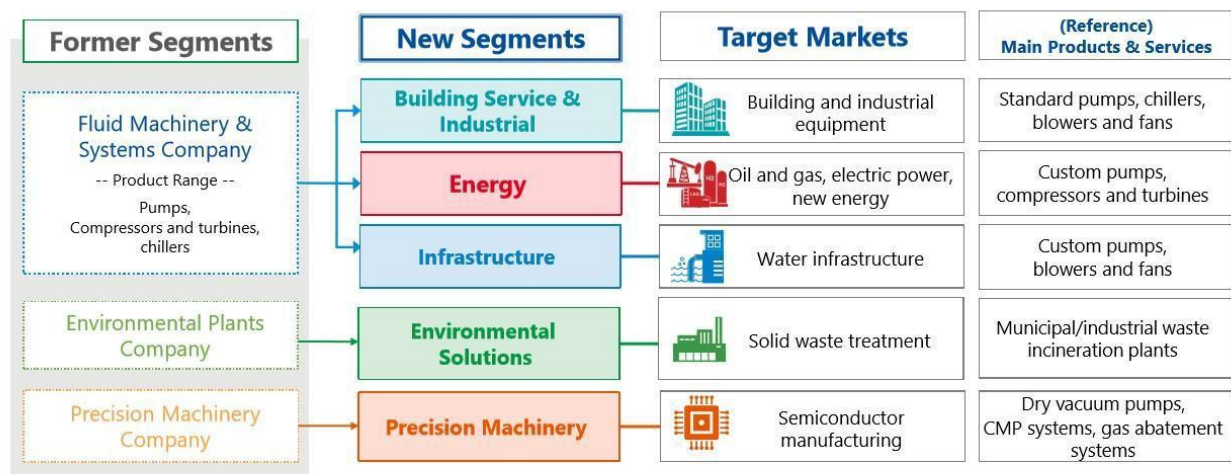 Former Segments
New Segments
Target Markets
(Reference)
Main Products & Services
Fluid Machinery &
Systems Company
-- Product Range --
Pumps,
Compressors and turbines,
chillers
Building Service &
Industrial
Building and industrial
equipment
Standard pumps, chillers,
blowers and fans
Energy
Oil and gas, electric power,
new energy
Custom pumps,
compressors and turbines
Infrastructure
Water infrastructure
Custom pumps,
blowers and fans
Environmental Plants
Company
Environmental
Solutions
Solid waste treatment
Municipal/industrial waste
incineration plants
Precision Machinery
Company
Precision Machinery
Semiconductor
manufacturing
Dry vacuum pumps,
CMP systems, gas abatement
systems